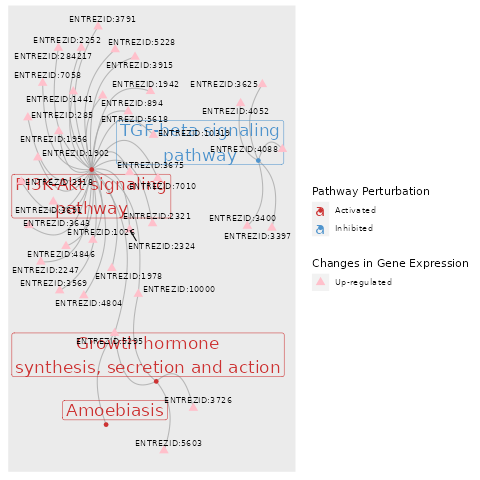 ENTREZID:3791
ENTREZID:2252
ENTREZID:5228
ENTREZID:284217
ENTREZID:3915
ENTREZID:7058
ENTREZID:1942
ENTREZID:3625
ENTREZID:1441
ENTREZID:894
ENTREZID:4052
ENTREZID:285
ENTREZID:5618
TGF-beta signaling
pathway
ENTREZID:10319
ENTREZID:1956
ENTREZID:4088
ENTREZID:1902
ENTREZID:3675
PI3K-Akt signaling
pathway
ENTREZID:7010
ENTREZID:2321
ENTREZID:3400
ENTREZID:3643
ENTREZID:1026
ENTREZID:3397
ENTREZID:2324
ENTREZID:4846
ENTREZID:2247
ENTREZID:1978
ENTREZID:3569
ENTREZID:10000
ENTREZID:4804
ENTREZID:5295
Growth hormone
synthesis, secretion and action
Amoebiasis
ENTREZID:3726
ENTREZID:5603
Pathway Perturbation
Activated
Inhibited
Changes in Gene Expression
Up-regulated